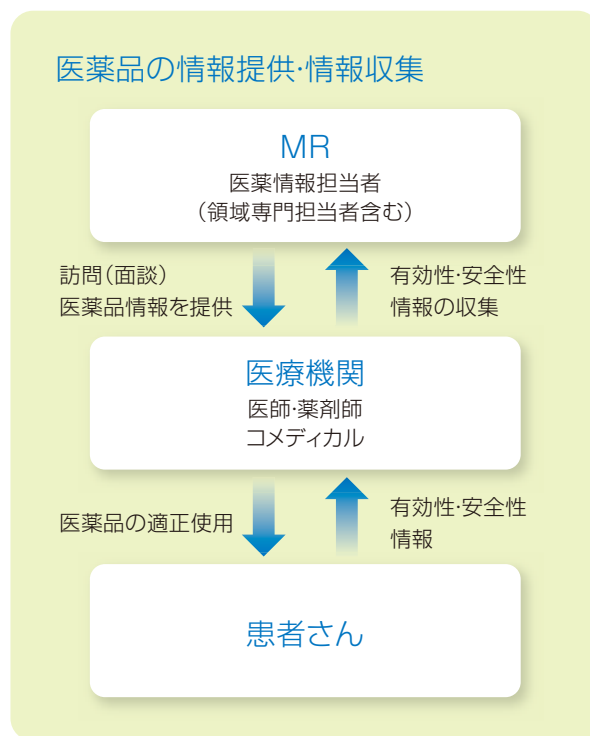 医薬品の情報提供・情報収集
MR
医薬情報担当者
（領域専門担当者含む）
訪問（面談）
医薬品情報を提供
有効性・安全性
情報の収集
医療機関
医師・薬剤師
コメディカル
医薬品の適正使用
有効性・安全性
情報
患者さん